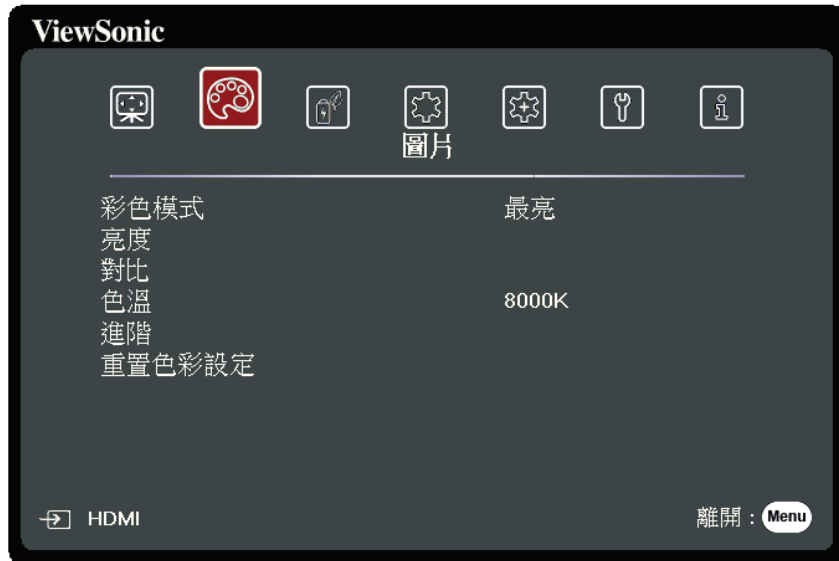 ViewSonic
圖片
彩色模式 最亮
亮度
對比
色溫 8000K
進階
重置色彩設定
HDMI 離開：Menu